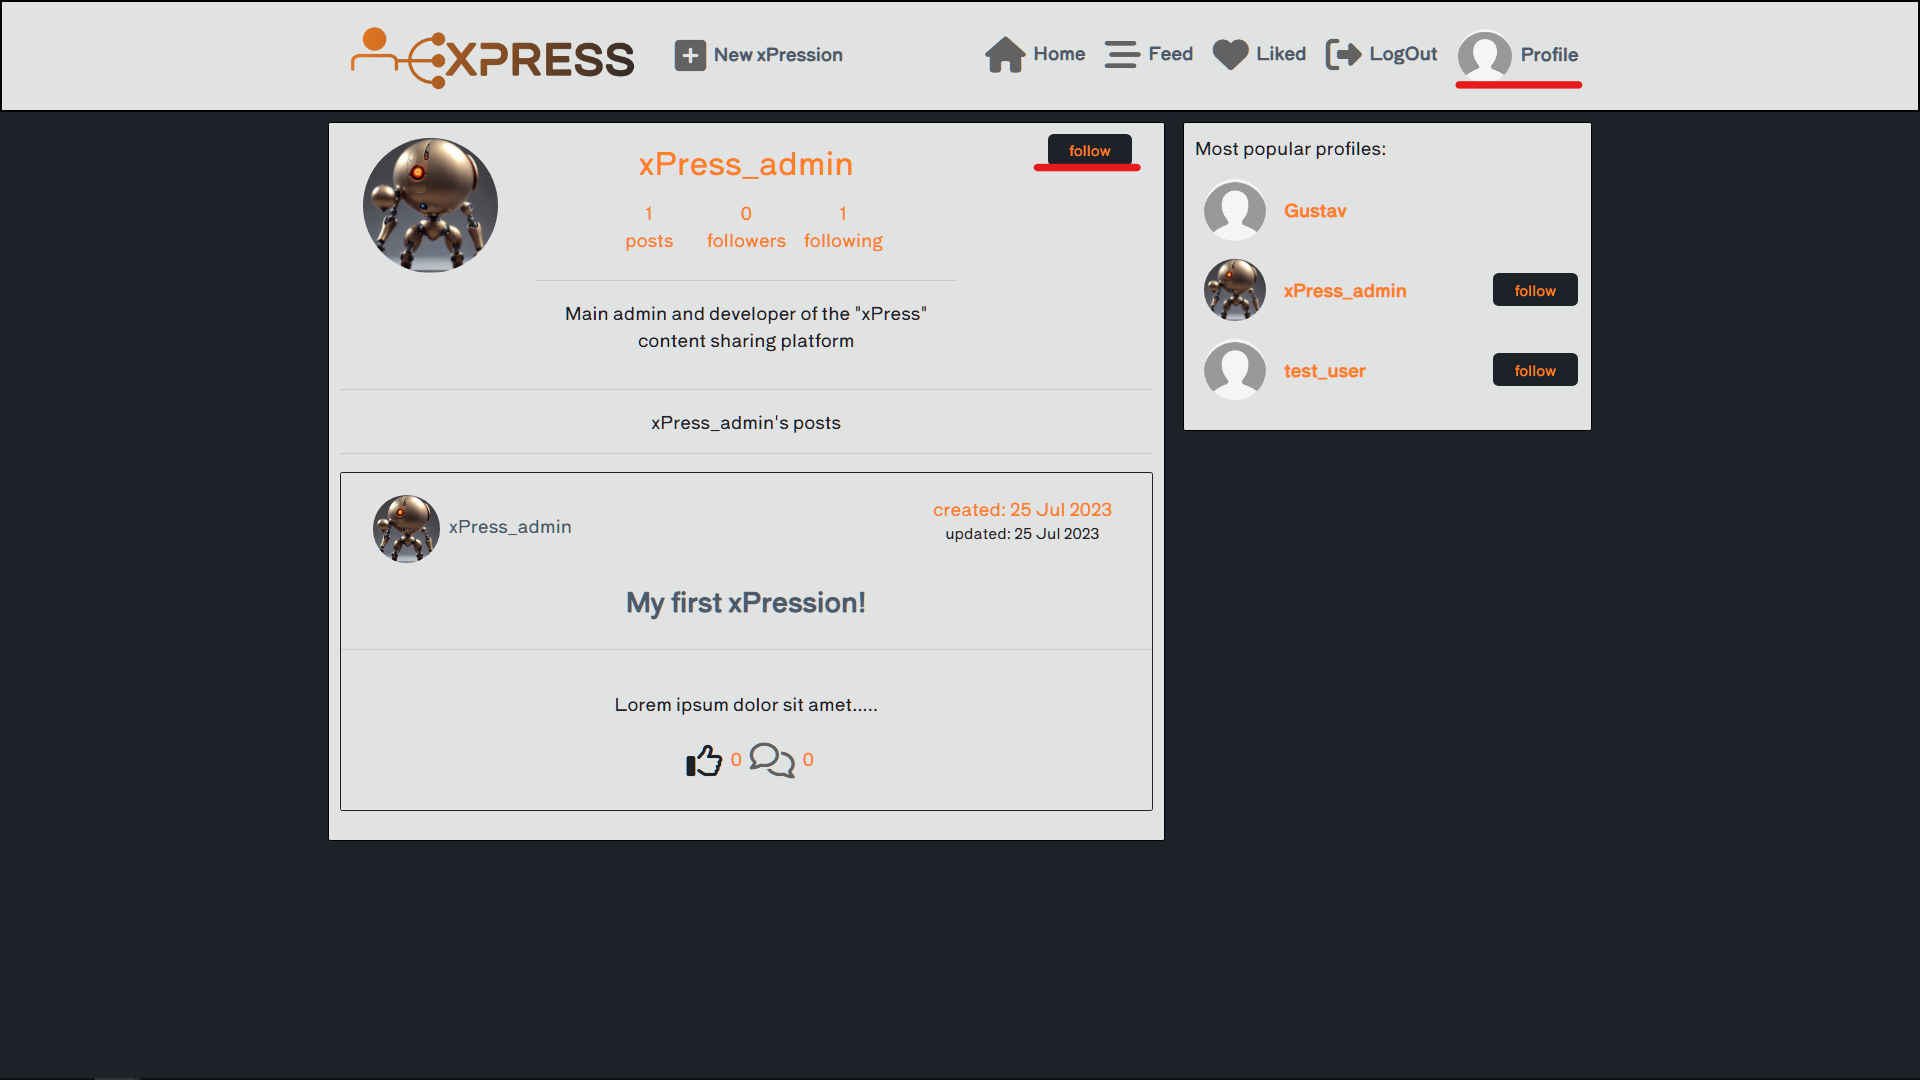 XPRESS
New xPression
Home
Feed
Liked
LogOut
Profile
xPress_admin
follow
1
0
1
posts
followers
following
Main admin and developer of the "xPress"
content sharing platform
xPress_admin's posts
xPress_admin
created: 25 Jul 2023
updated: 25 Jul 2023
My first xPression!
Lorem ipsum dolor sit amet.....
0
0
Most popular profiles:
Gustav
xPress_admin
follow
test_user
follow